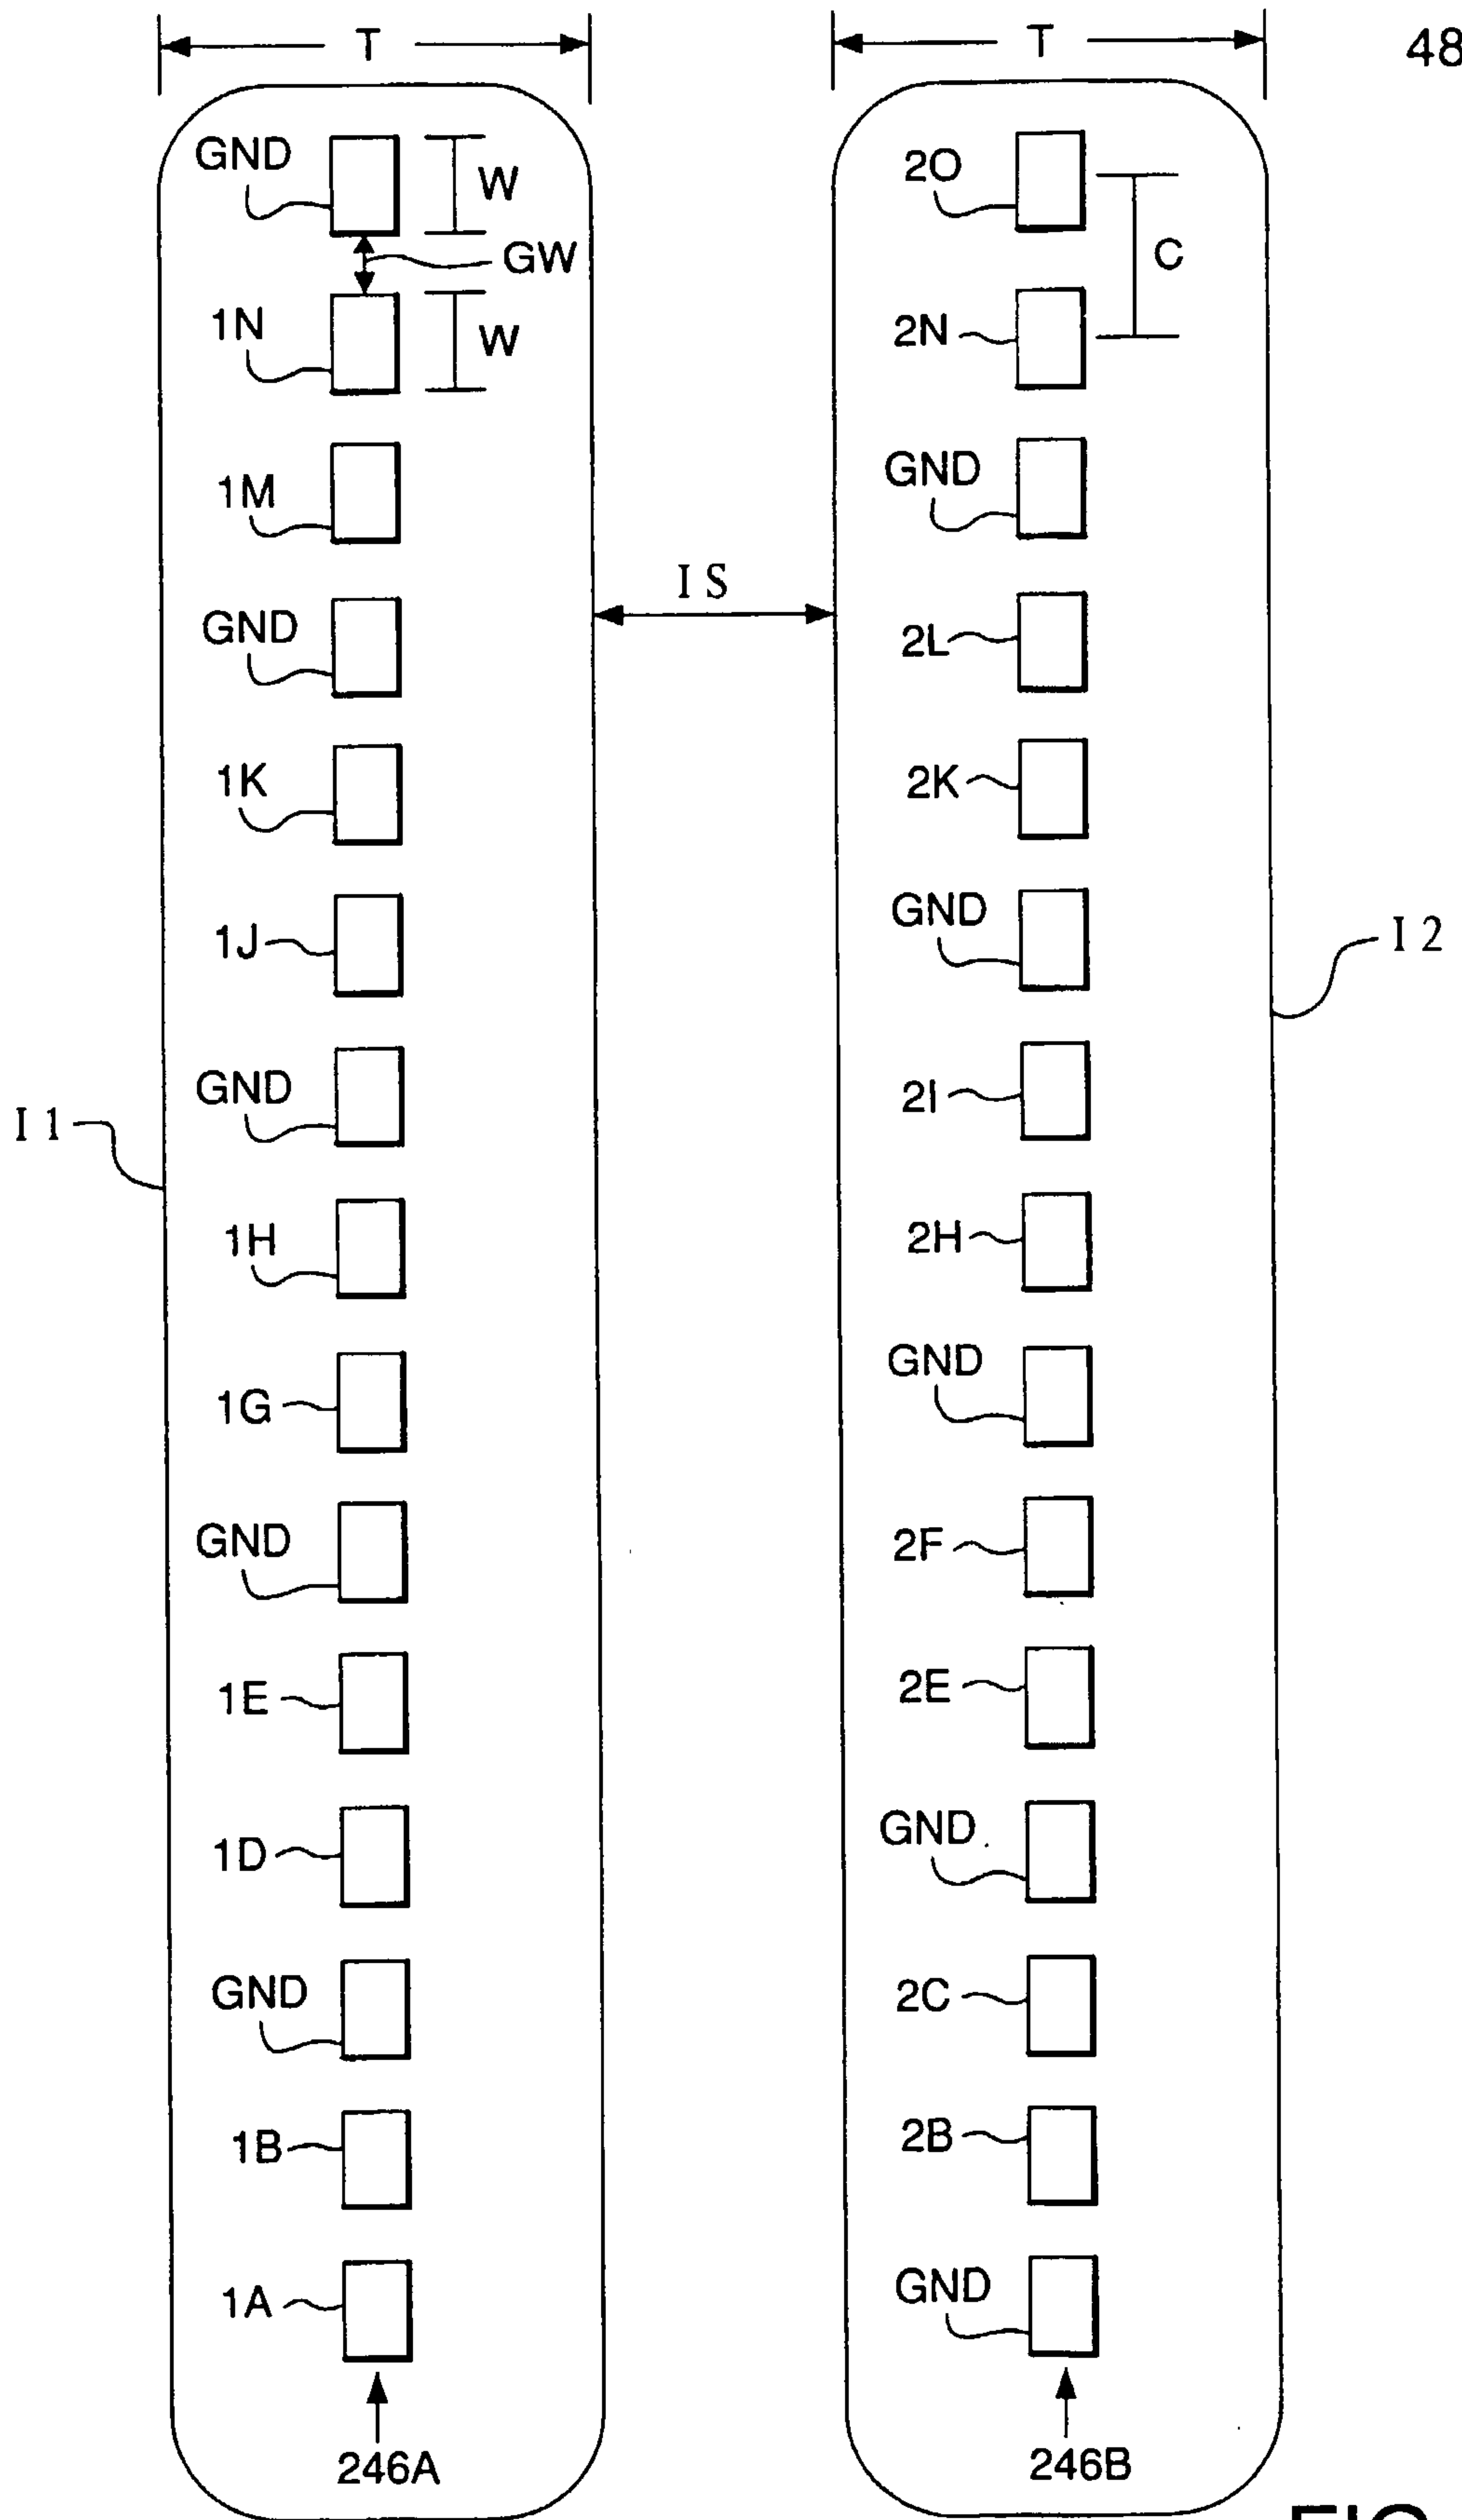 T
T
48
GND
W
GW
1N
W
1M
GND
1K
1J
GND
I 1
1H
1G
GND
1E
1D
GND
1B
1A
246A
I S
2O
C
2N
GND
2L
2K
GND
I 2
2I
2H
GND
2F
2E
GND
2C
2B
GND
246B